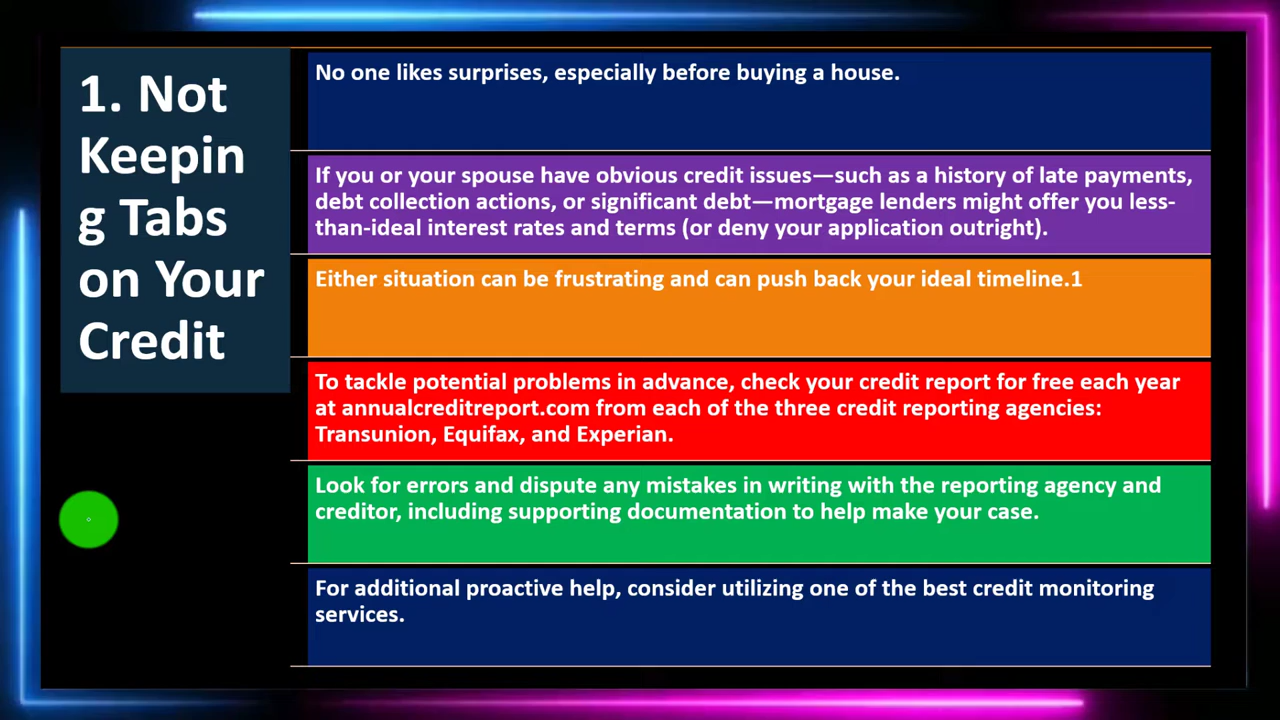 1. Not
Keepin
g Tabs
on Your
Credit
No one likes surprises, especially before buying a house.
If you or your spouse have obvious credit issues—such as a history of late payments,
debt collection actions, or significant debt—mortgage lenders might offer you less-
than-ideal interest rates and terms (or deny your application outright).
Either situation can be frustrating and can push back your ideal timeline.1
To tackle potential problems in advance, check your credit report for free each year
at annualcreditreport.com from each of the three credit reporting agencies:
Transunion, Equifax, and Experian.
Look for errors and dispute any mistakes in writing with the reporting agency and
creditor, including supporting documentation to help make your case.
For additional proactive help, consider utilizing one of the best credit monitoring
services.